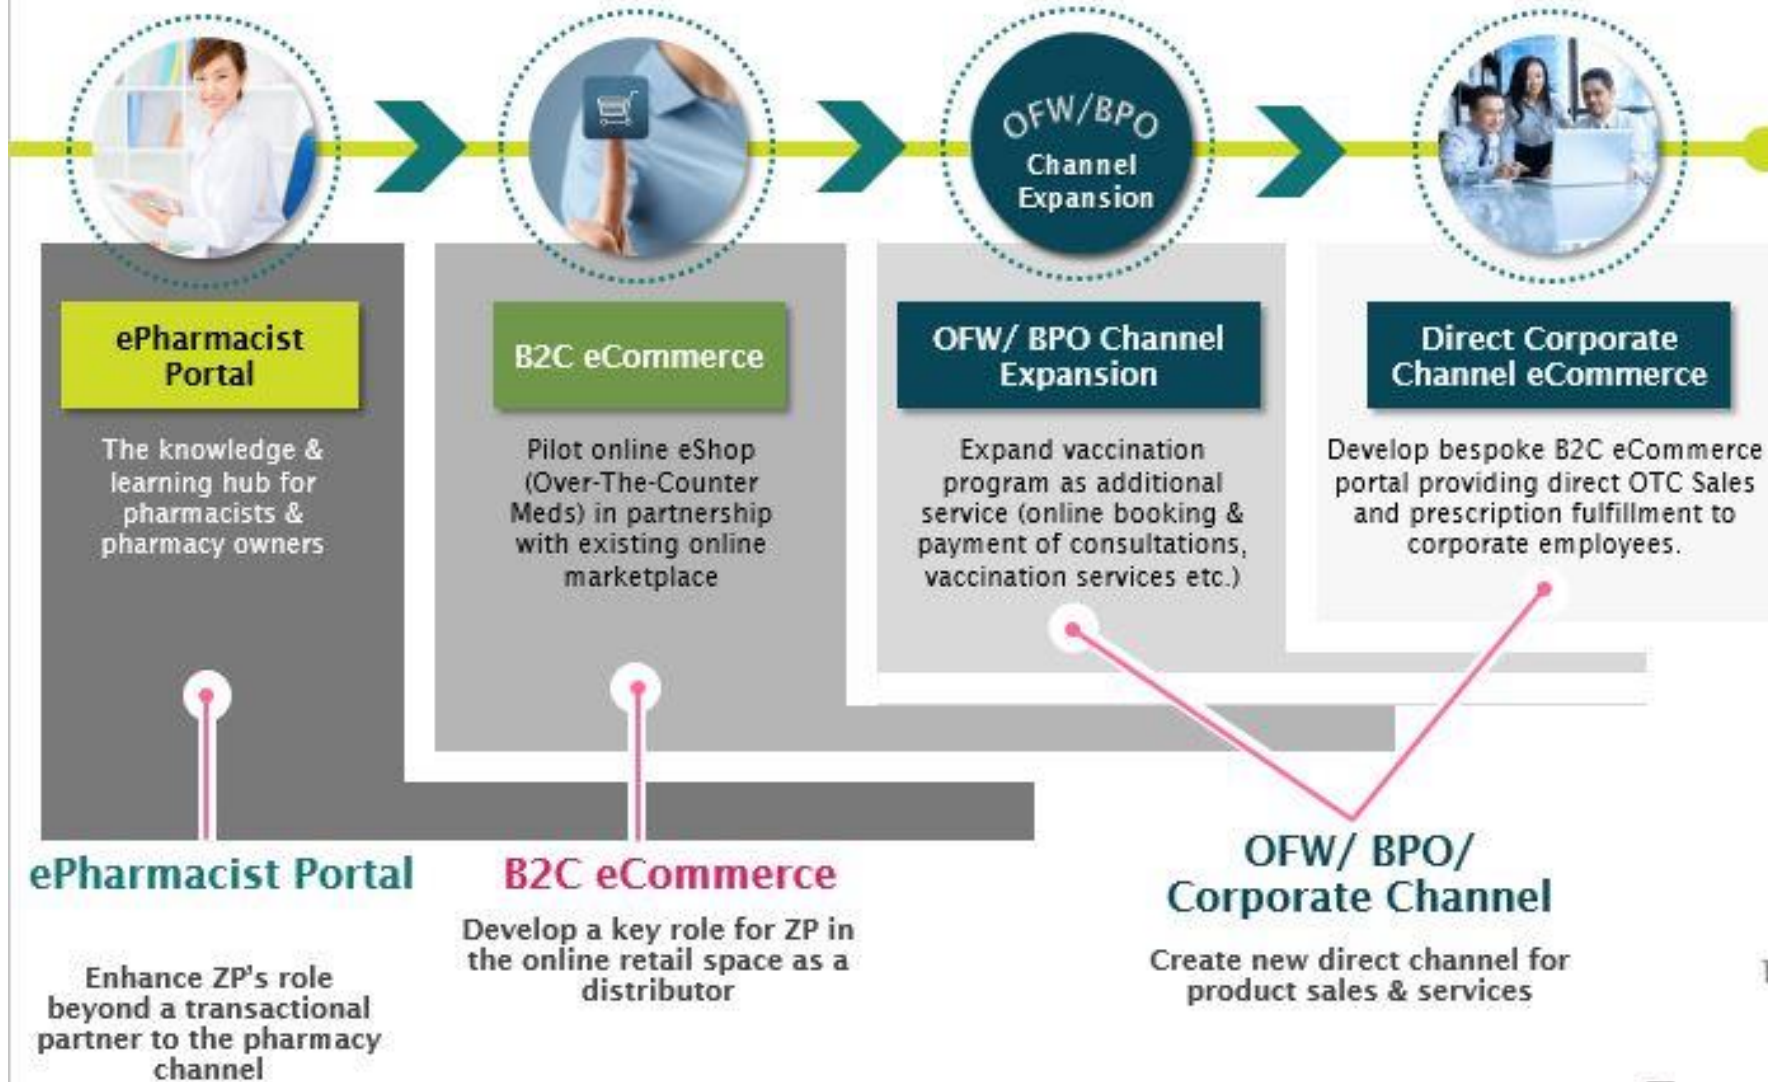 OFW/BPO
Channel
Expansion
ePharmacist
Portal
The knowledge &
learning hub for
pharmacists &
pharmacy owners
B2C eCommerce
Pilot online eShop
(Over-The-Counter
Meds) in partnership
with existing online
marketplace
OFW/ BPO Channel
Expansion
Expand vaccination
program as additional
service (online booking &
payment of consultations,
vaccination services etc.)
Direct Corporate
Channel eCommerce
Develop bespoke B2C eCommerce
portal providing direct OTC Sales
and prescription fulfillment to
corporate employees.
ePharmacist Portal
Enhance ZP's role
beyond a transactional
partner to the pharmacy
channel
B2C eCommerce
Develop a key role for ZP in
the online retail space as a
distributor
OFW/ BPO/
Corporate Channel
Create new direct channel for
product sales & services